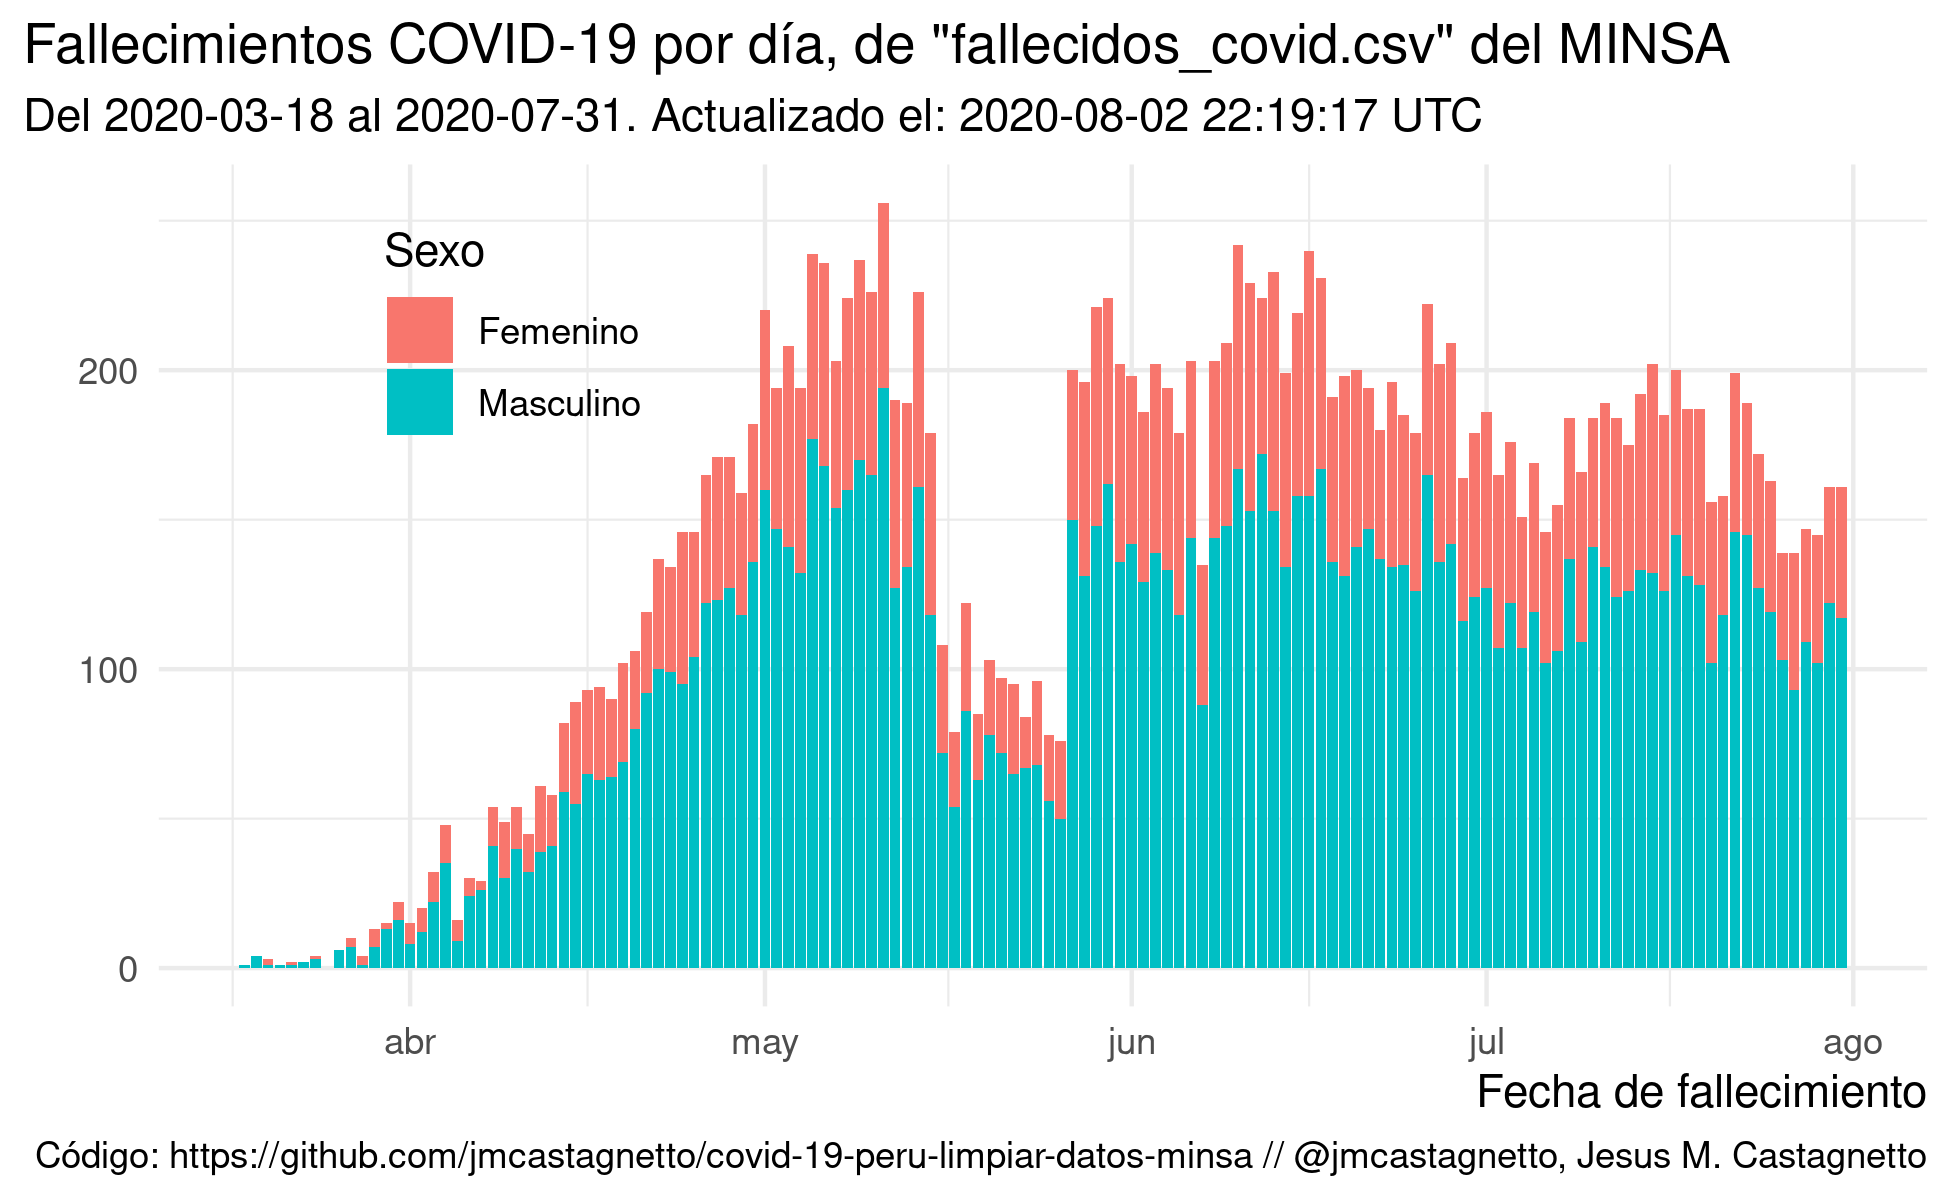 Fallecimientos COVID-19 por día, de "fallecidos_covid.csv" del MINSA
Del 2020-03-18 al 2020-07-31. Actualizado el: 2020-08-02 22:19:17 UTC
Sexo
Femenino
Masculino
200
100
0
abr may jun jul ago
Fecha de fallecimiento
Código: https://github.com/jmcastagnetto/covid-19-peru-limpiar-datos-minsa // @jmcastagnetto, Jesus M. Castagnetto